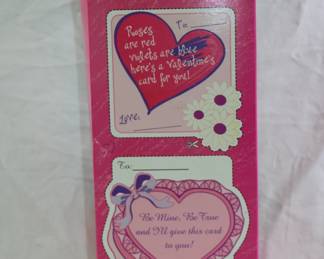 To:
Roses
are red
violets are blue
here's a Valentine's
card for you!
Love,
To:
Be Mine, Be True
and I'll give this card
to you!